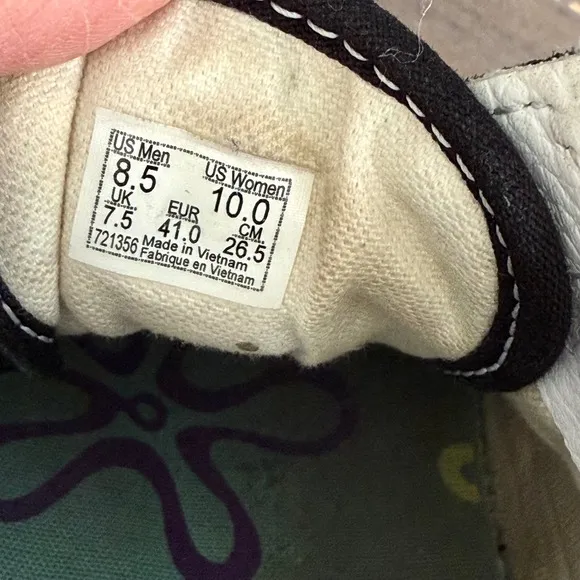 US Men US Women
8.5 10.0
UK EUR CM
7.5 41.0 26.5
721356 Made in Vietnam
Fabrique en Vietnam